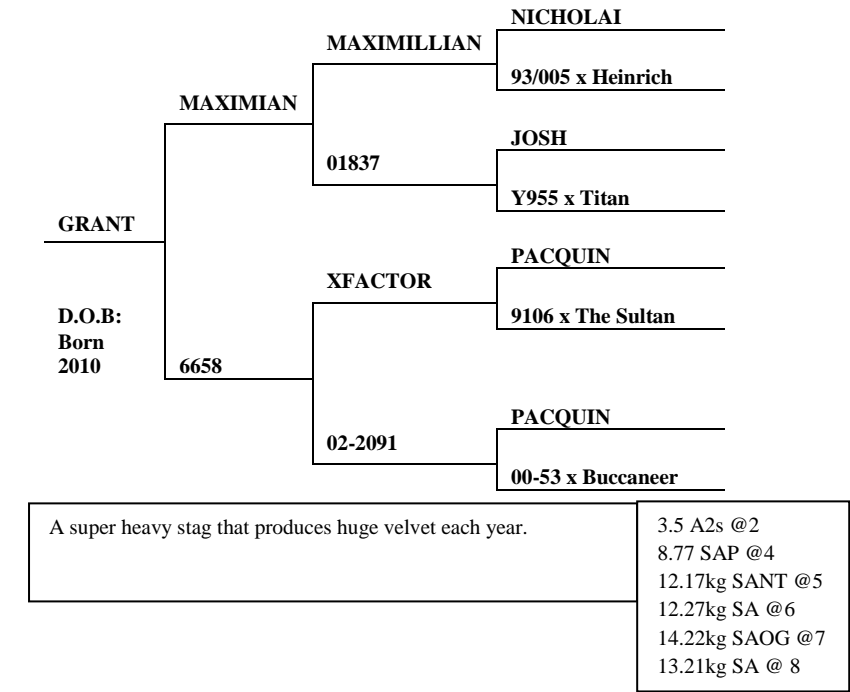 NICHOLAI
MAXIMILLIAN
93/005 x Heinrich
MAXIMIAN
JOSH
01837
Y955 x Titan
GRANT
PACQUIN
XFACTOR
D.O.B:
Born
2010
9106 x The Sultan
6658
PACQUIN
02-2091
00-53 x Buccaneer
A super heavy stag that produces huge velvet each year.
3.5 A2s @2
8.77 SAP @4
12.17kg SANT @5
12.27kg SA @6
14.22kg SAOG @7
13.21kg SA @ 8